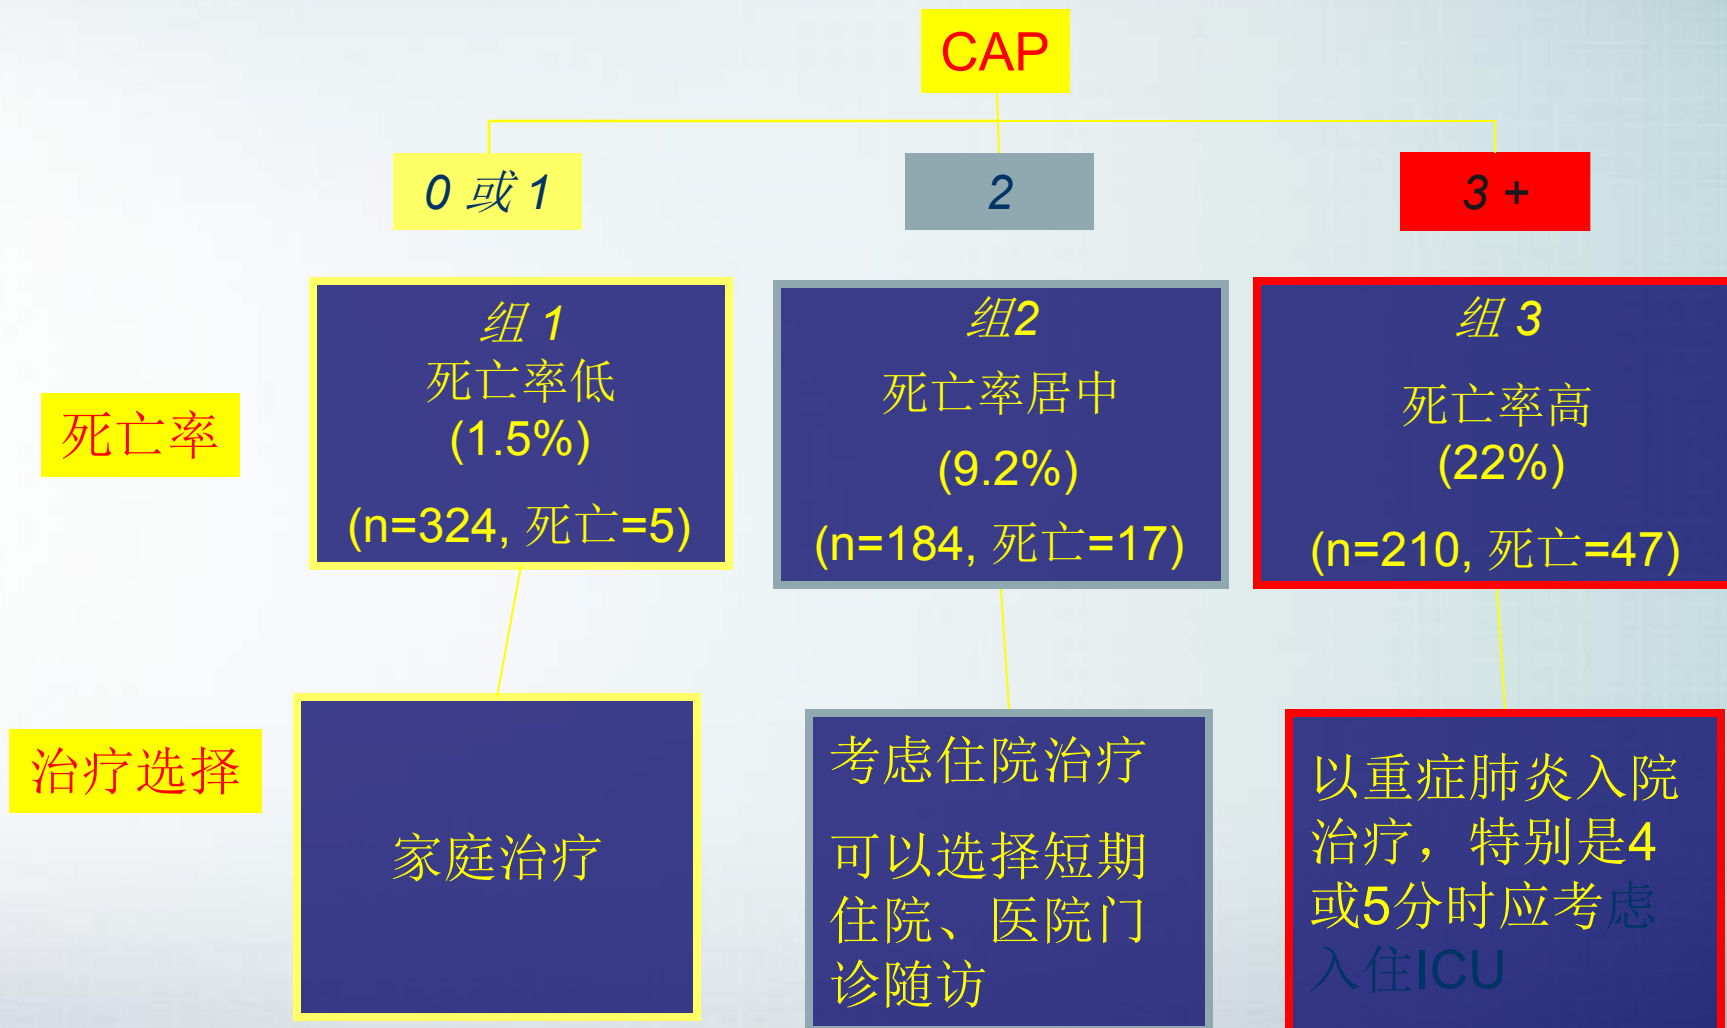 CAP
0 或 1
2
3 +
死亡率
组 1
死亡率低
(1.5%)
(n=324, 死亡=5)
组2
死亡率居中
(9.2%)
(n=184, 死亡=17)
组 3
死亡率高
(22%)
(n=210, 死亡=47)
治疗选择
家庭治疗
考虑住院治疗
可以选择短期
住院、医院门
诊随访
以重症肺炎入院
治疗，特别是4
或5分时应考虑
入住ICU